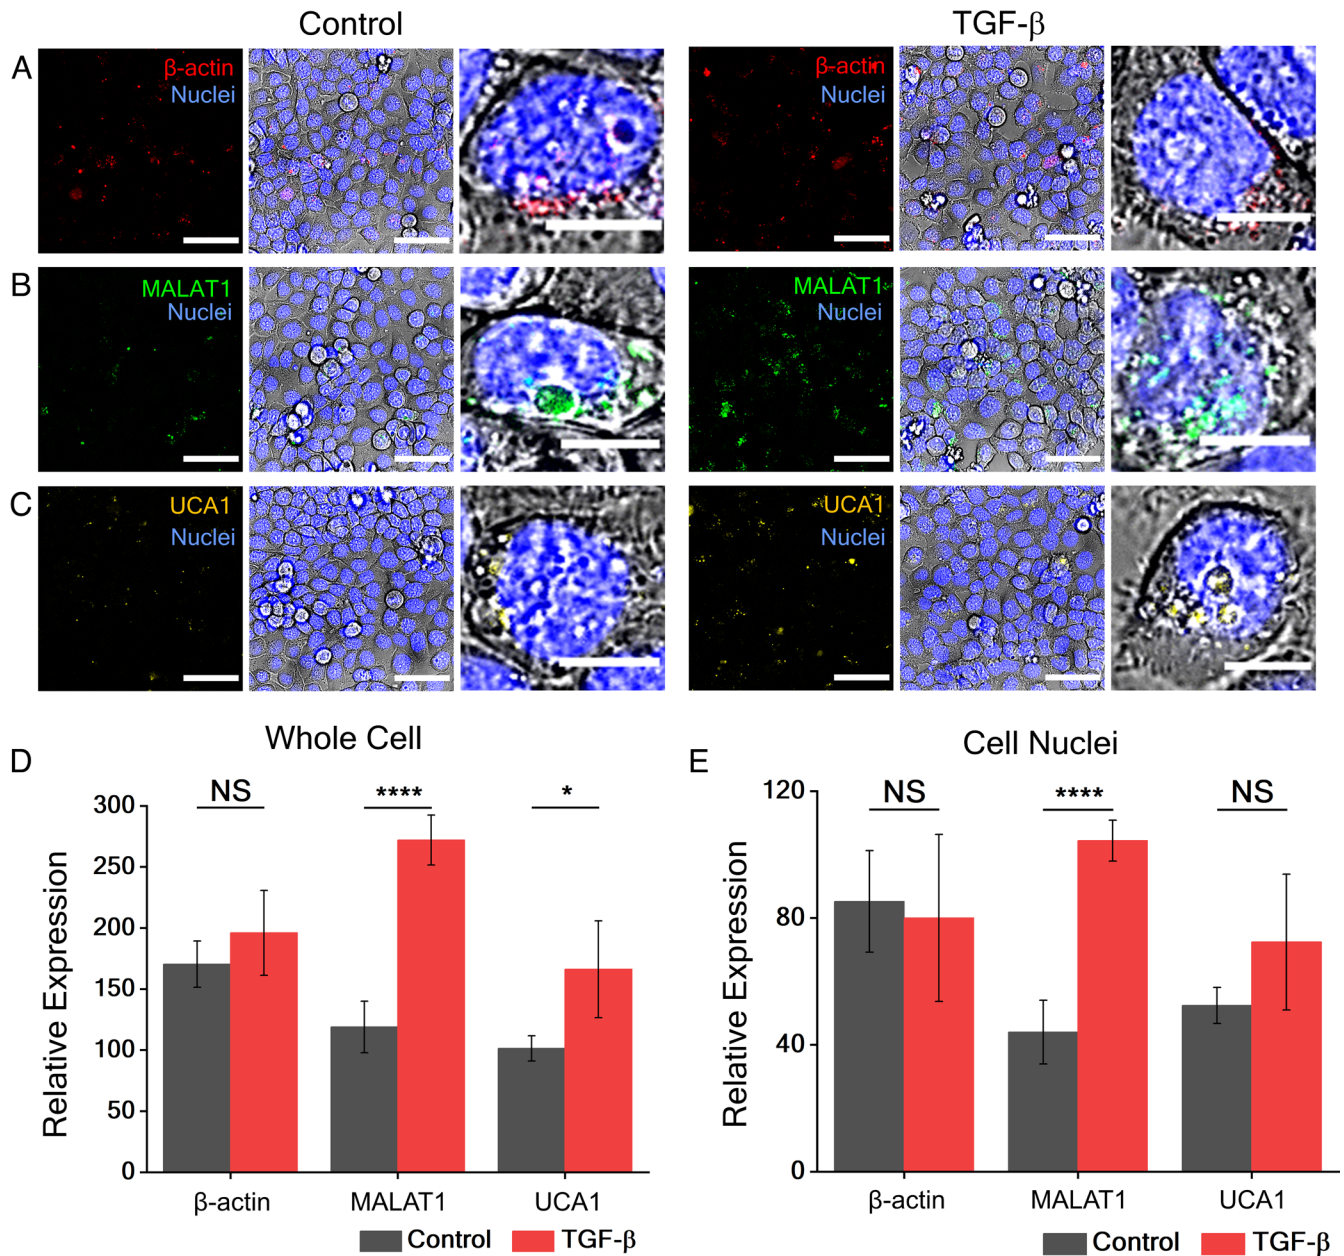 Control
TGF-β
A
β-actin
Nuclei
β-actin
Nuclei
B
MALAT1
Nuclei
MALAT1
Nuclei
C
UCA1
Nuclei
UCA1
Nuclei
D
Whole Cell
Relative Expression
300
250
200
150
100
50
0
NS
****
*
β-actin
MALAT1
UCA1
Control
TGF-β
E
Cell Nuclei
Relative Expression
120
80
40
0
NS
****
NS
β-actin
MALAT1
UCA1
Control
TGF-β